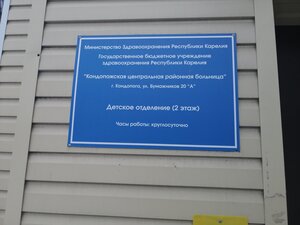 Министерство Здравоохранения Республики Карелия
Государственное бюджетное учреждение
здравоохранения Республики Карелия
"Кондопожская центральная районная больница"
г. Кондопога, ул. Бумажников 20 "А"
Детское отделение (2 этаж)
Часы работы: круглосуточно